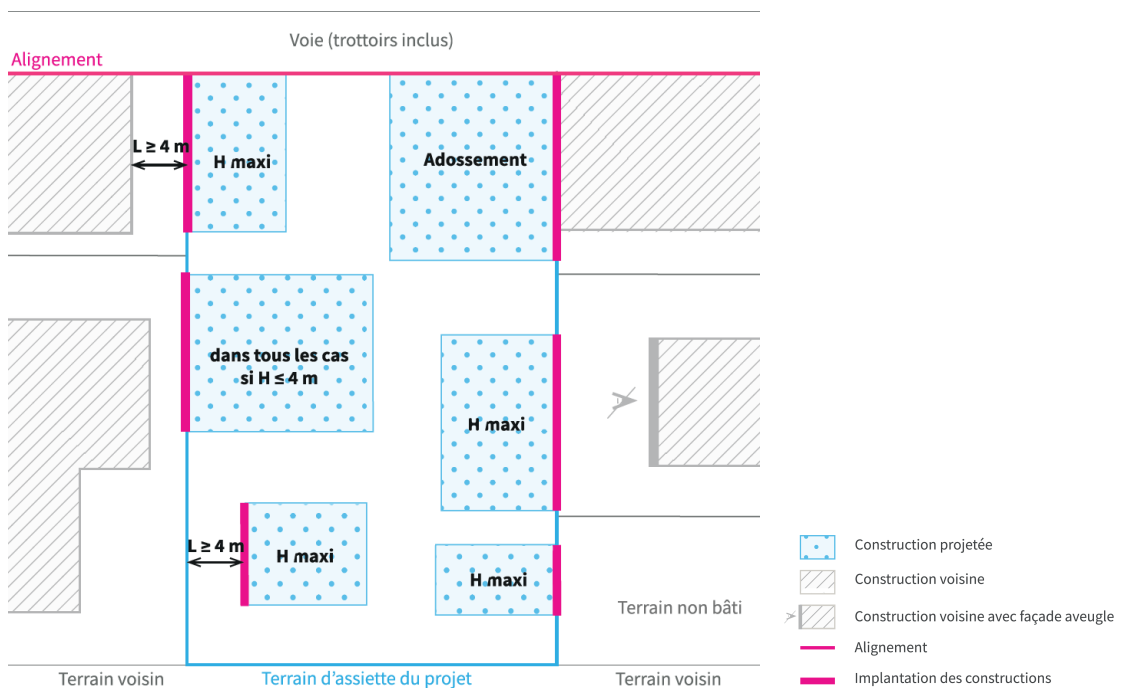 Voie (trottoirs inclus)
Alignement
L ≥ 4 m
H maxi
Adossement
dans tous les cas
si H ≤ 4 m
H maxi
L ≥ 4 m
H maxi
H maxi
Terrain non bâti
Terrain voisin
Terrain d'assiette du projet
Terrain voisin
Construction projetée
Construction voisine
Construction voisine avec façade aveugle
Alignement
Implantation des constructions